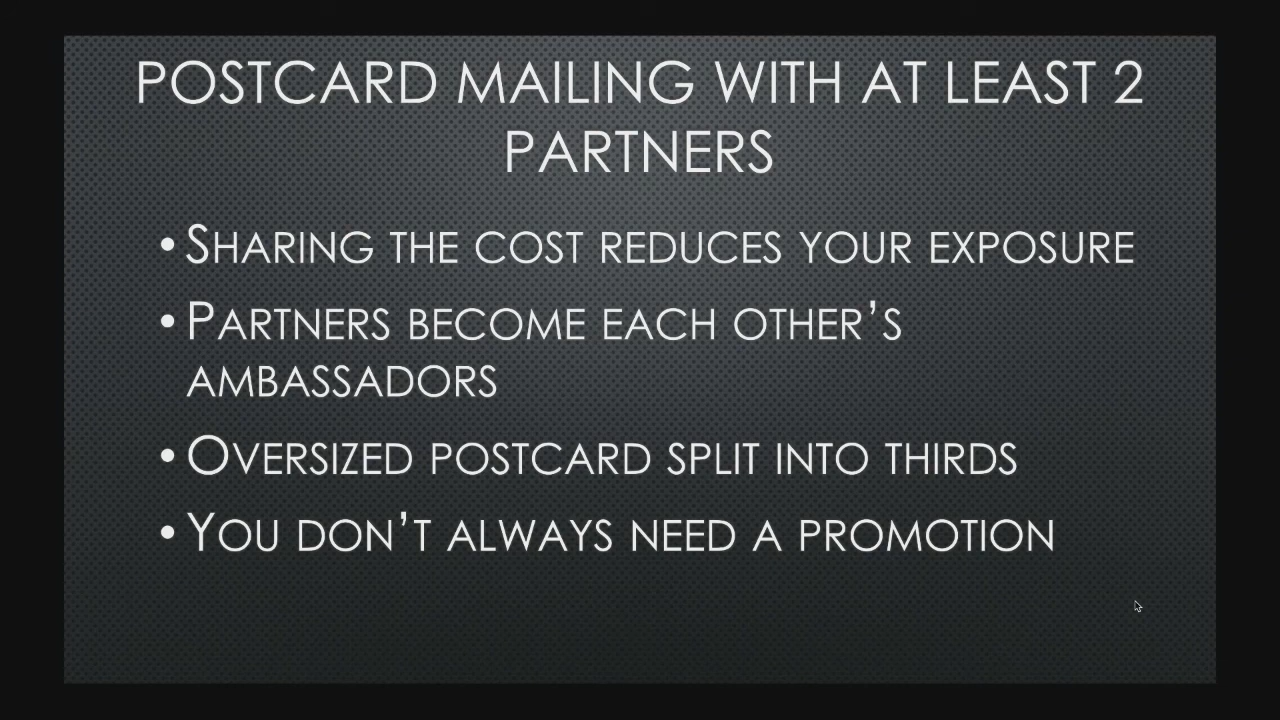 POSTCARD MAILING WITH AT LEAST 2
PARTNERS
• SHARING THE COST REDUCES YOUR EXPOSURE
• PARTNERS BECOME EACH OTHER’S
AMBASSADORS
• OVERSIZED POSTCARD SPLIT INTO THIRDS
• YOU DON’T ALWAYS NEED A PROMOTION